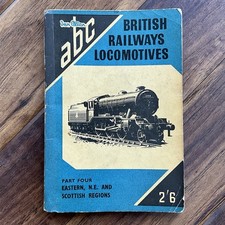 Ian Allan
abc
BRITISH
RAILWAYS
LOCOMOTIVES
PART FOUR
EASTERN, N.E. AND
SCOTTISH REGIONS
2'6